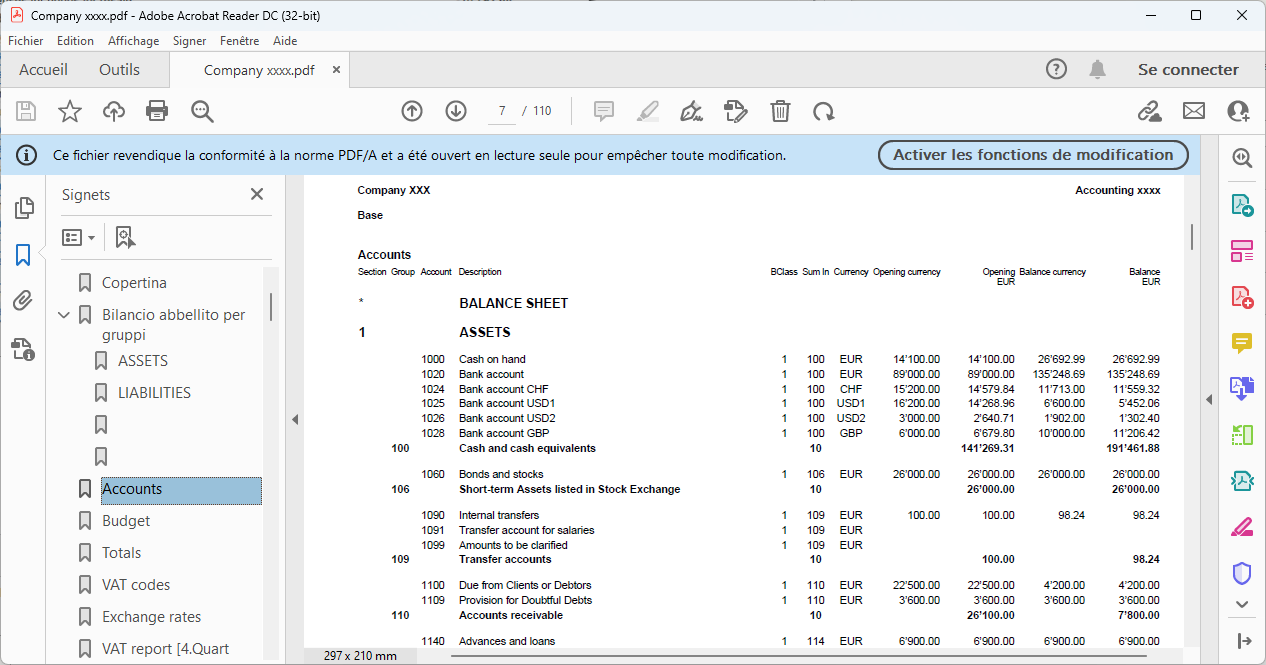 Company xxxx.pdf - Adobe Acrobat Reader DC (32-bit)
Fichier Edition Affichage Signer Fenêtre Aide
Accueil Outils Company xxxx.pdf × Se connecter
7 / 110
Ce fichier revendique la conformité à la norme PDF/A et a été ouvert en lecture seule pour empêcher toute modification. Activer les fonctions de modification
Signets
Copertina
Bilancio abbellito per
gruppi
ASSETS
LIABILITIES
Accounts
Budget
Totals
VAT codes
Exchange rates
VAT report [4.Quart
Company XXX Accounting xxxx
Base
Accounts
Section Group Account Description BClass Sum In Currency Opening currency Opening Balance currency Balance
EUR EUR
* BALANCE SHEET
1 ASSETS
1000 Cash on hand 1 100 EUR 14'100.00 14'100.00 26'692.99 26'692.99
1020 Bank account 1 100 EUR 89'000.00 89'000.00 135'248.69 135'248.69
1024 Bank account CHF 1 100 CHF 15'200.00 14'579.84 11'713.00 11'559.32
1025 Bank account USD1 1 100 USD1 16'200.00 14'268.96 6'600.00 5'452.06
1026 Bank account USD2 1 100 USD2 3'000.00 2'640.71 1'902.00 1'302.40
1028 Bank account GBP 1 100 GBP 6'000.00 6'679.80 10'000.00 11'206.42
100 Cash and cash equivalents 10 141'269.31 191'461.88
1060 Bonds and stocks 1 106 EUR 26'000.00 26'000.00 26'000.00 26'000.00
106 Short-term Assets listed in Stock Exchange 10 26'000.00 26'000.00
1090 Internal transfers 1 109 EUR 100.00 100.00 98.24 98.24
1091 Transfer account for salaries 1 109 EUR
1099 Amounts to be clarified 1 109 EUR
109 Transfer accounts 10 100.00 98.24
1100 Due from Clients or Debtors 1 110 EUR 22'500.00 22'500.00 4'200.00 4'200.00
1109 Provision for Doubtful Debts 1 110 EUR 3'600.00 3'600.00 3'600.00 3'600.00
110 Accounts receivable 10 26'100.00 7'800.00
1140 Advances and loans 1 114 EUR 6'900.00 6'900.00 6'900.00 6'900.00
297 x 210 mm